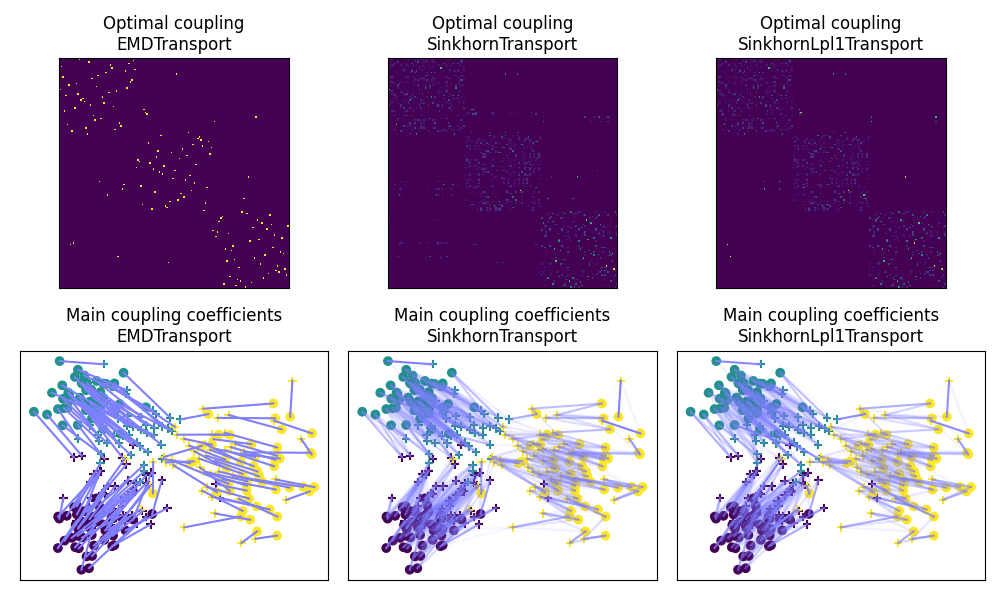 Optimal coupling
EMDTransport
Optimal coupling
SinkhornTransport
Optimal coupling
SinkhornLpl1Transport
Main coupling coefficients
EMDTransport
Main coupling coefficients
SinkhornTransport
Main coupling coefficients
SinkhornLpl1Transport